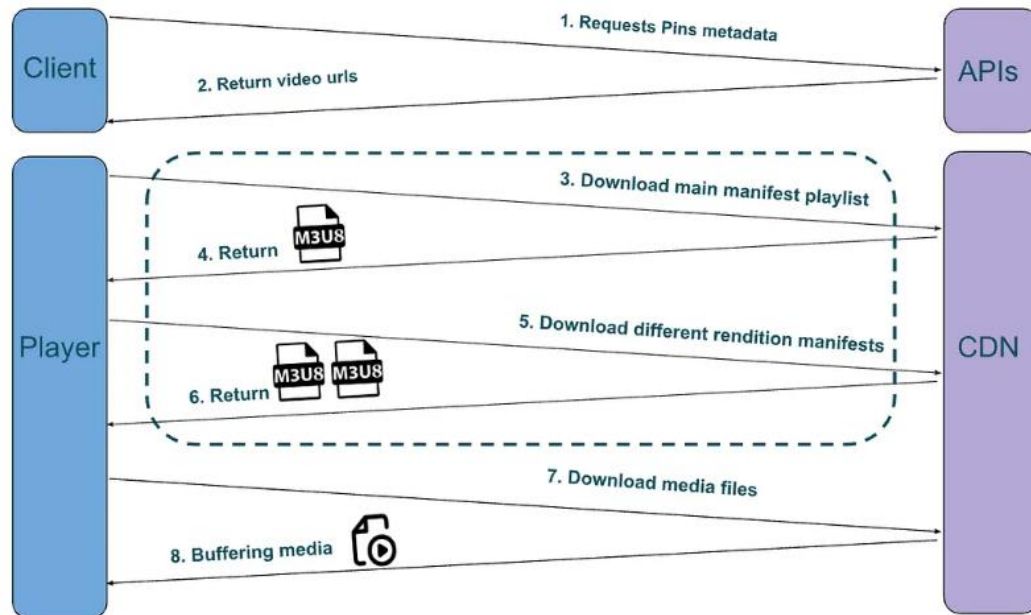 Client
1. Requests Pins metadata
2. Return video urls
APIs
Player
3. Download main manifest playlist
M3U8
4. Return
5. Download different rendition manifests
M3U8 M3U8
6. Return
CDN
7. Download media files
8. Buffering media